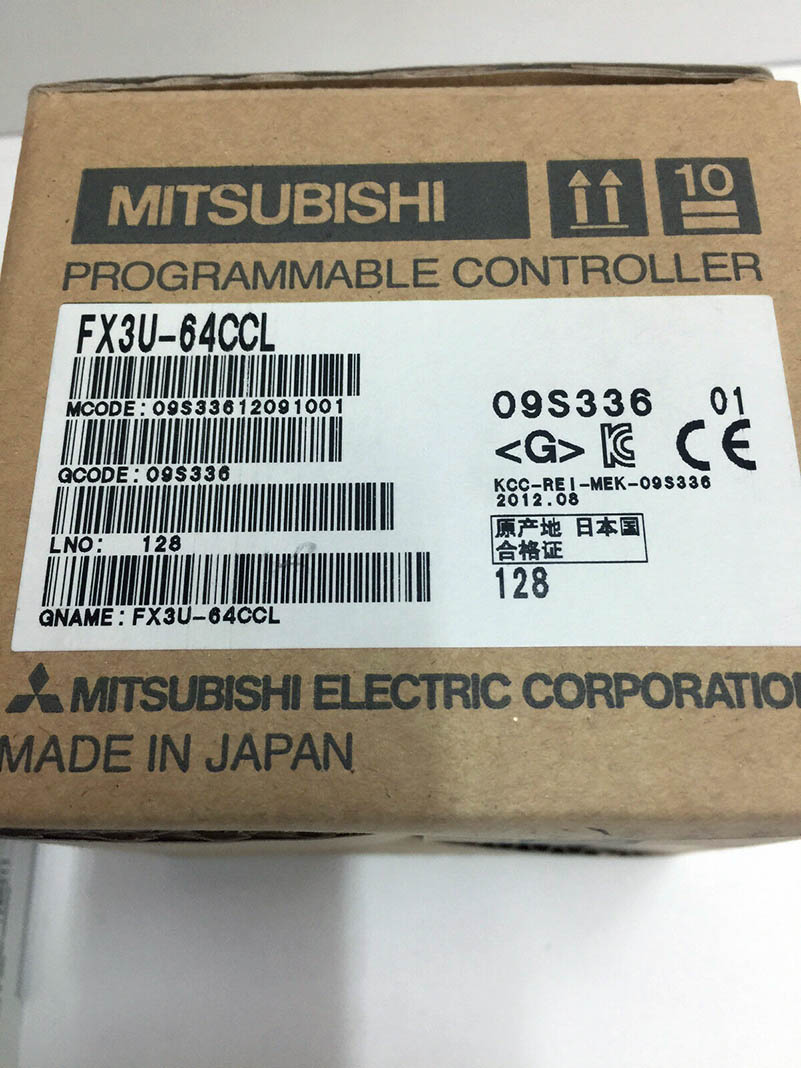 MITSUBISHI
10
PROGRAMMABLE CONTROLLER
FX3U-64CCL
MCODE: 09S33612091001
QCODE: 09S336
LNO: 128
QNAME: FX3U-64CCL
09S336 01
<G> CE
KCC-REI-MEK-09S336
2012.08
原产地 日本国
合格证
128
MITSUBISHI ELECTRIC CORPORATION
MADE IN JAPAN